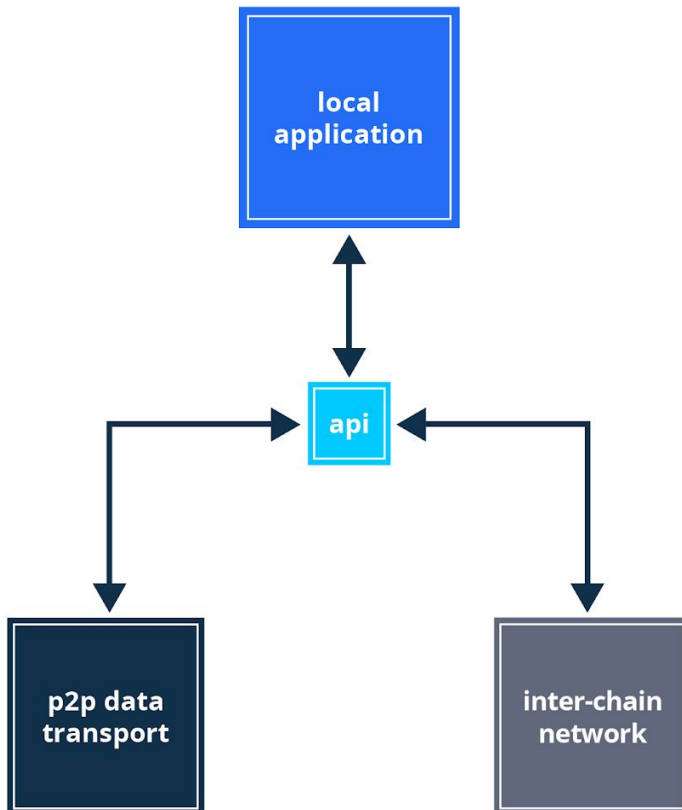 local
application
api
p2p data
transport
inter-chain
network